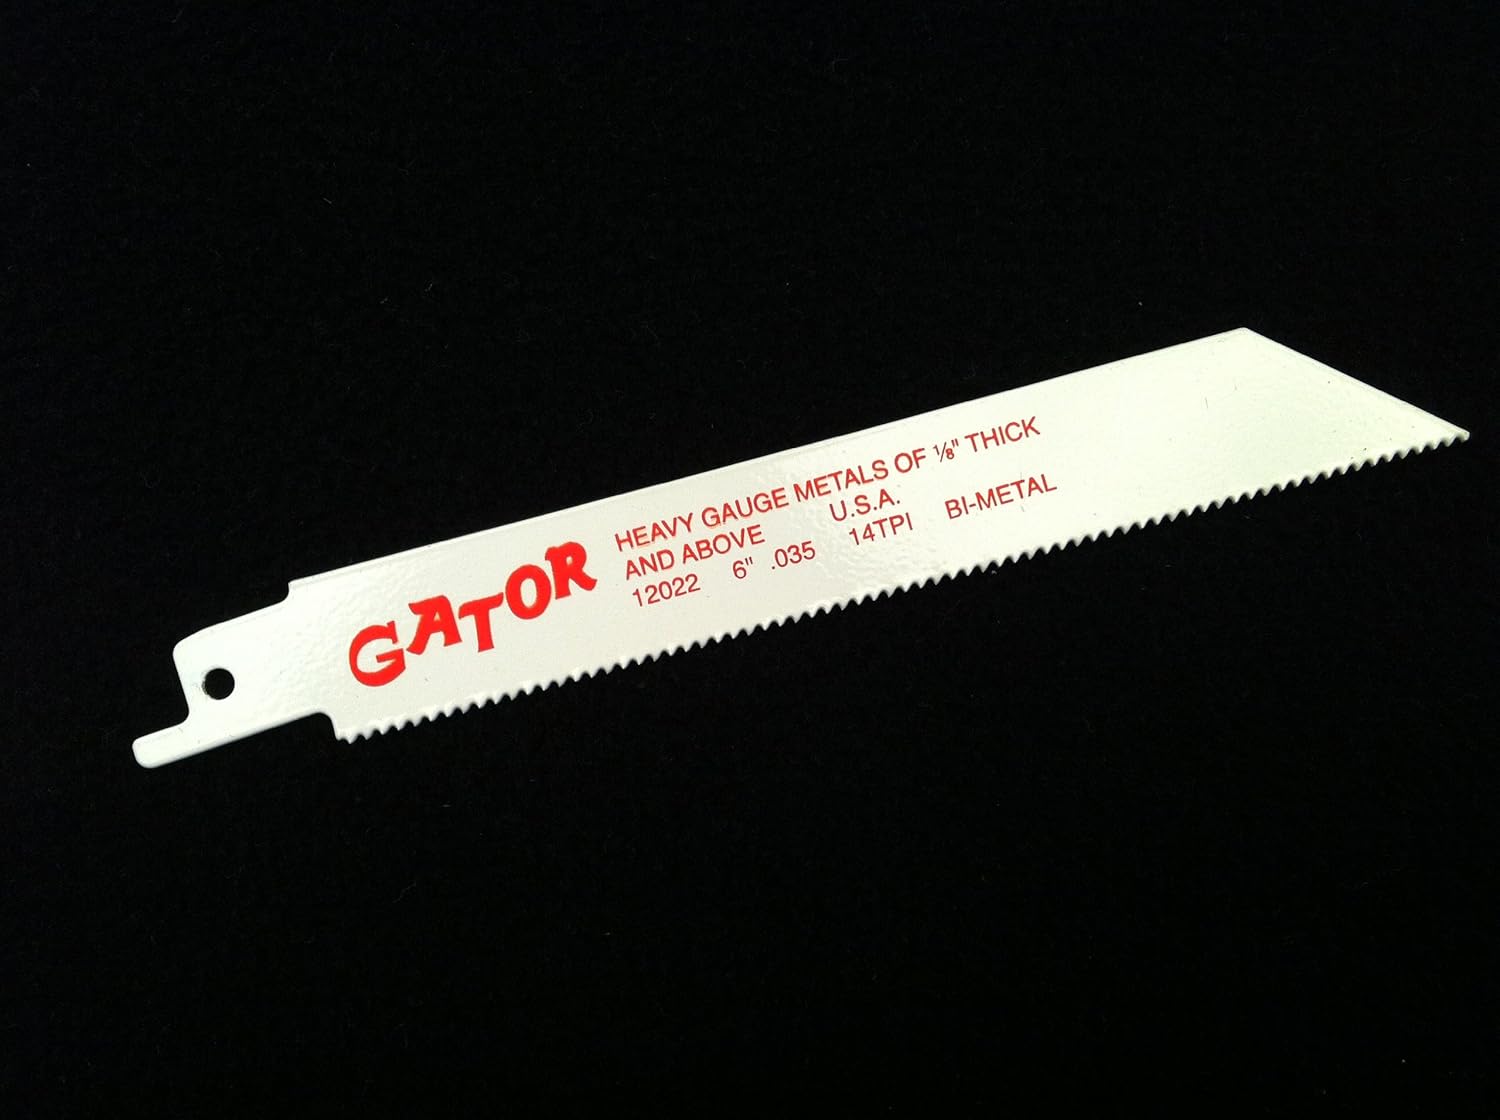 GATOR
HEAVY GAUGE METALS OF ⅛" THICK
AND ABOVE U.S.A.
12022 6" .035 14TPI BI-METAL